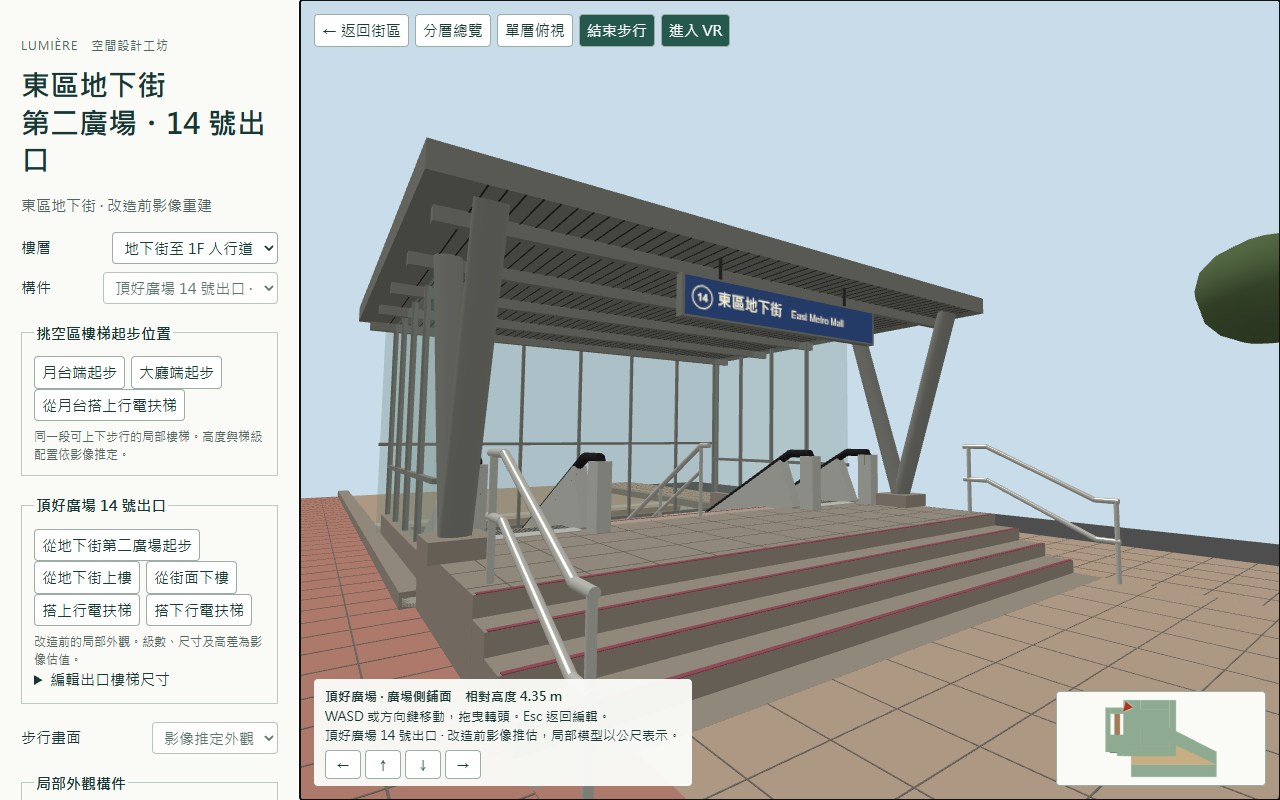 LUMIÈRE 空間設計工坊
東區地下街
第二廣場・14 號出
口
東區地下街 · 改造前影像重建
樓層 地下街至 1F 人行道
構件 頂好廣場 14 號出口 ·
挑空區樓梯起步位置
月台端起步 大廳端起步
從月台搭上行電扶梯
同一段可上下步行的局部樓梯。高度與梯級
配置依影像推定。
頂好廣場 14 號出口
從地下街第二廣場起步
從地下街上樓 從街面下樓
搭上行電扶梯 搭下行電扶梯
改造前的局部外觀。級數、尺寸及高差為影
像估值。
▶ 編輯出口樓梯尺寸
步行畫面 影像推定外觀
局部外觀構件
← 返回街區 分層總覽 單層俯視 結束步行 進入 VR
14 東區地下街 East Metro Mall
頂好廣場 · 廣場側鋪面 相對高度 4.35 m
WASD 或方向鍵移動，拖曳轉頭。Esc 返回編輯。
頂好廣場 14 號出口 · 改造前影像推估，局部模型以公尺表示。
← ↑ ↓ →